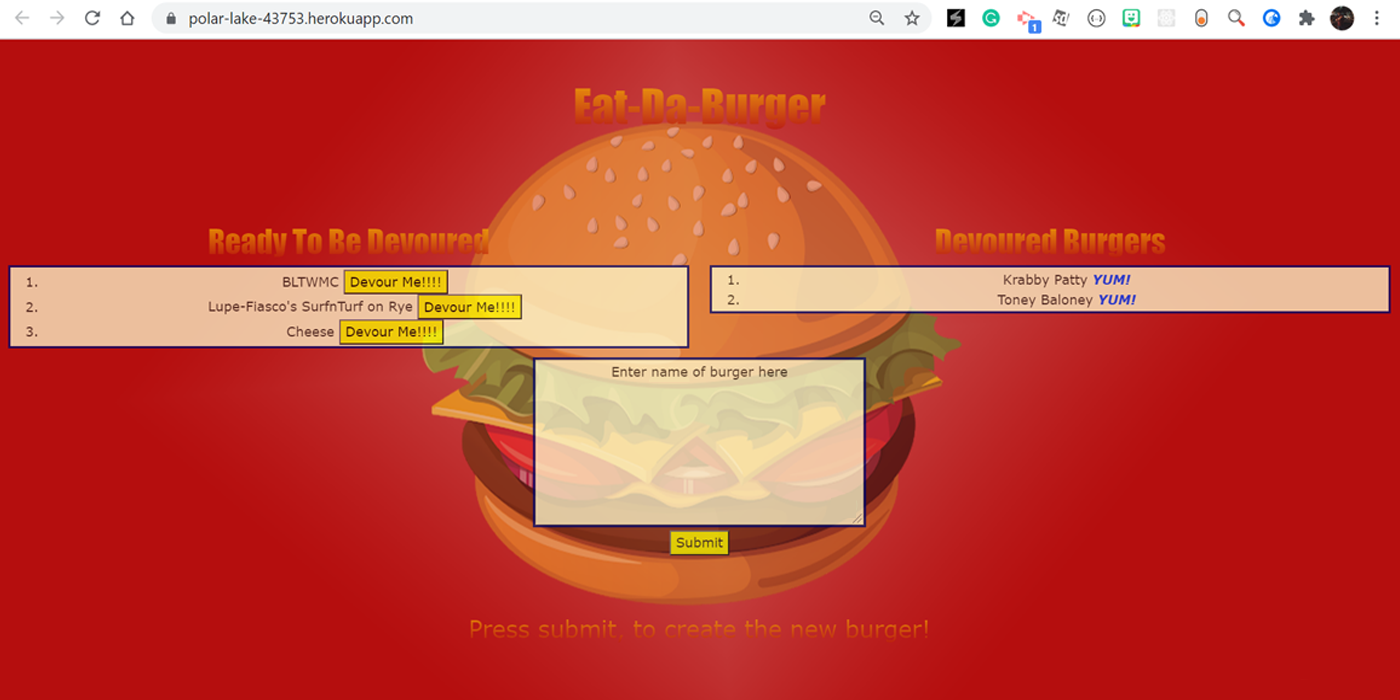 polar-lake-43753.herokuapp.com
1
Eat-Da-Burger
Ready To Be Devoured
1. BLTWMC Devour Me!!!!
2. Lupe-Fiasco's SurfnTurf on Rye Devour Me!!!!
3. Cheese Devour Me!!!!
Devoured Burgers
1. Krabby Patty YUM!
2. Toney Baloney YUM!
Enter name of burger here
Submit
Press submit, to create the new burger!